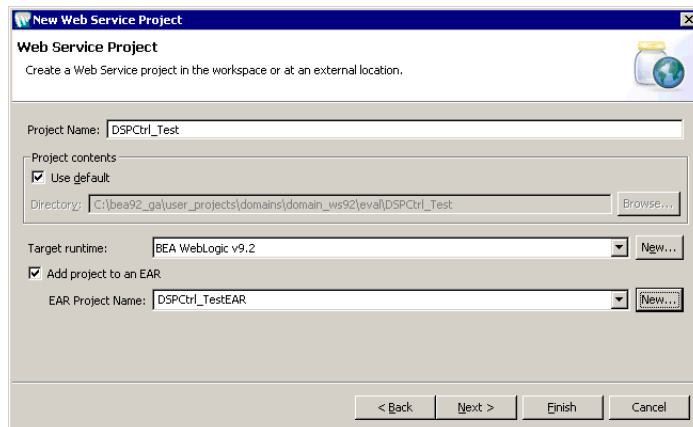 New Web Service Project
Web Service Project
Create a Web Service project in the workspace or at an external location.
Project Name: DSPCtrl_Test
Project contents
Use default
Directory: C:\bea92_ga\user_projects\domains\domain_ws92\eval\DSPCtrl_Test Browse...
Target runtime: BEA WebLogic v9.2 New...
Add project to an EAR
EAR Project Name: DSPCtrl_TestEAR New...
< Back Next > Finish Cancel